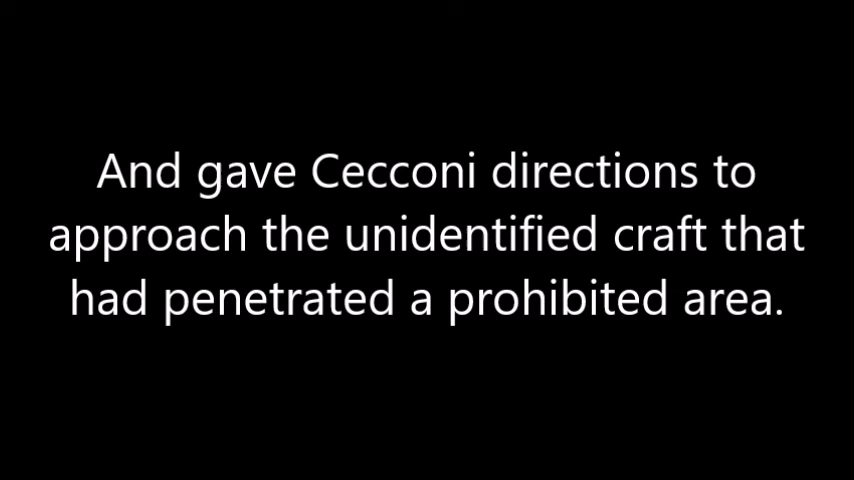 And gave Cecconi directions to
approach the unidentified craft that
had penetrated a prohibited area.